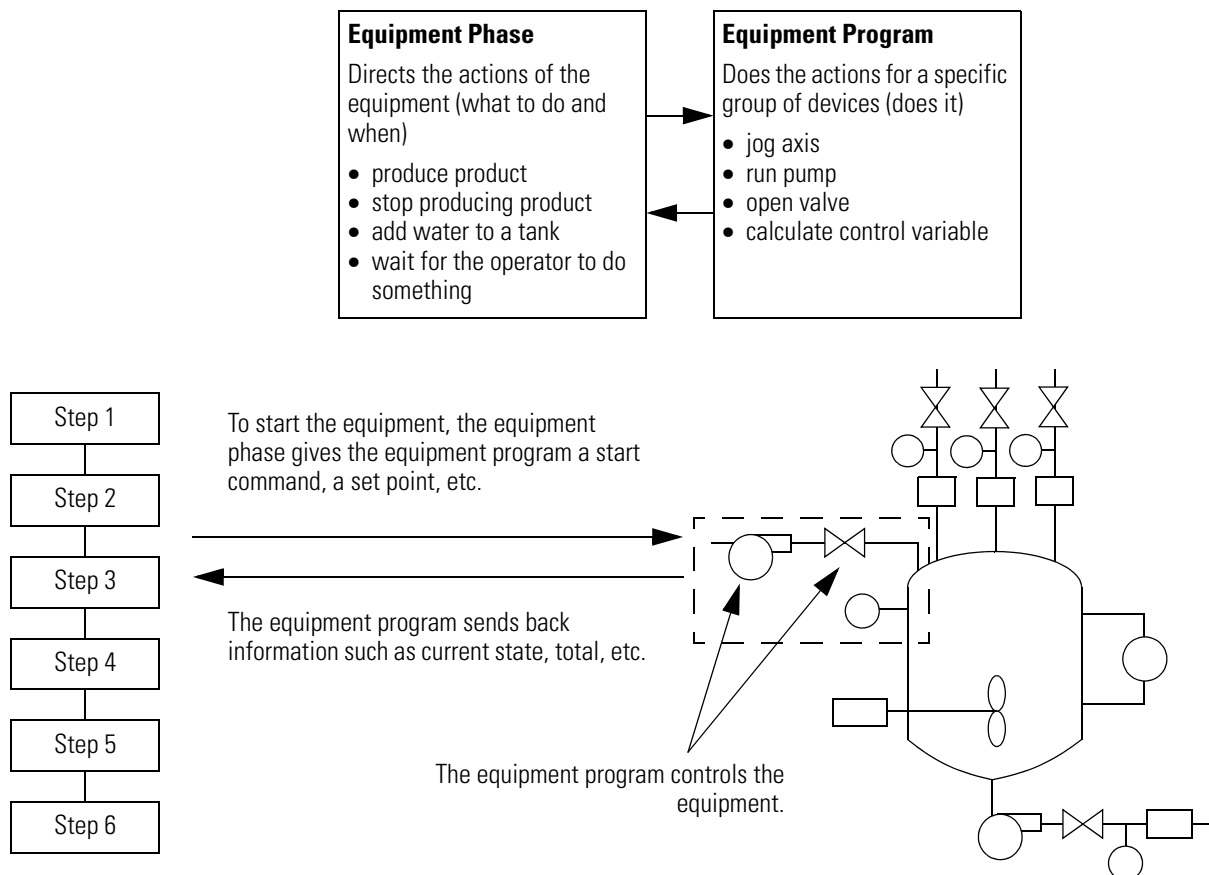 Equipment Phase
Directs the actions of the
equipment (what to do and
when)
• produce product
• stop producing product
• add water to a tank
• wait for the operator to do
something
Equipment Program
Does the actions for a specific
group of devices (does it)
• jog axis
• run pump
• open valve
• calculate control variable
Step 1
Step 2
Step 3
Step 4
Step 5
Step 6
To start the equipment, the equipment
phase gives the equipment program a start
command, a set point, etc.
The equipment program sends back
information such as current state, total, etc.
The equipment program controls the
equipment.